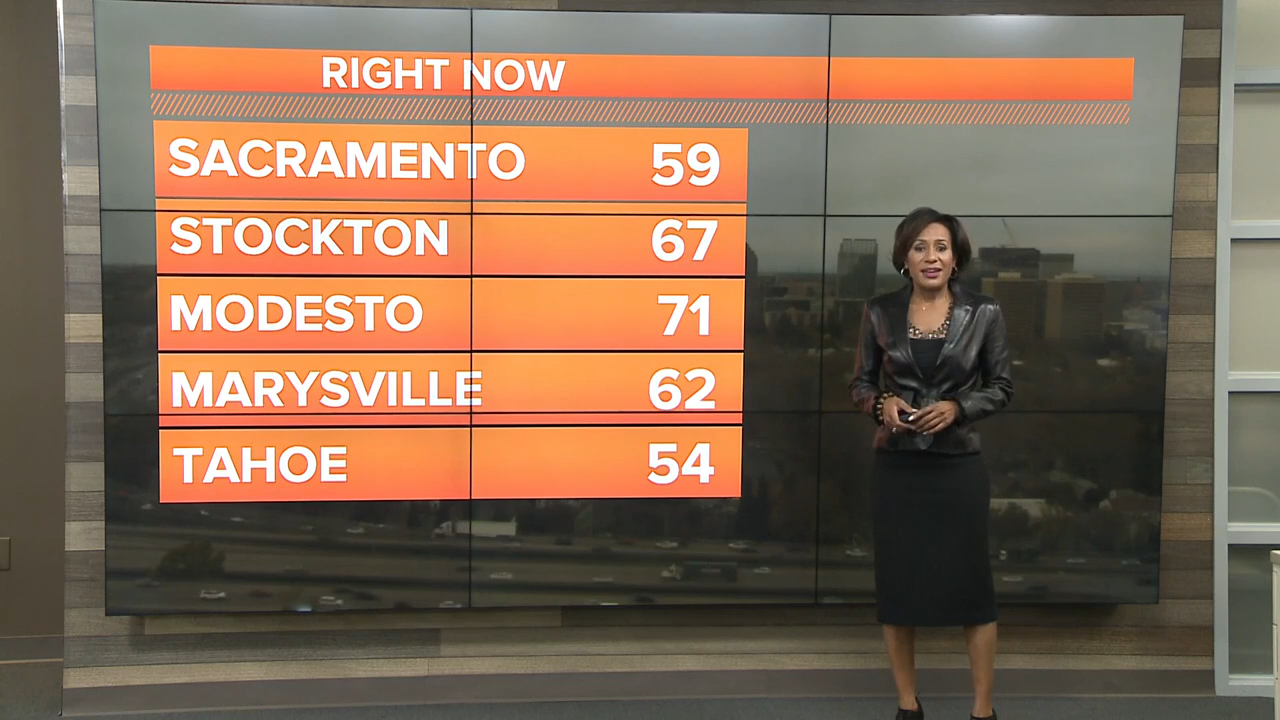 RIGHT NOW
SACRAMENTO 59
STOCKTON 67
MODESTO 71
MARYSVILLE 62
TAHOE 54